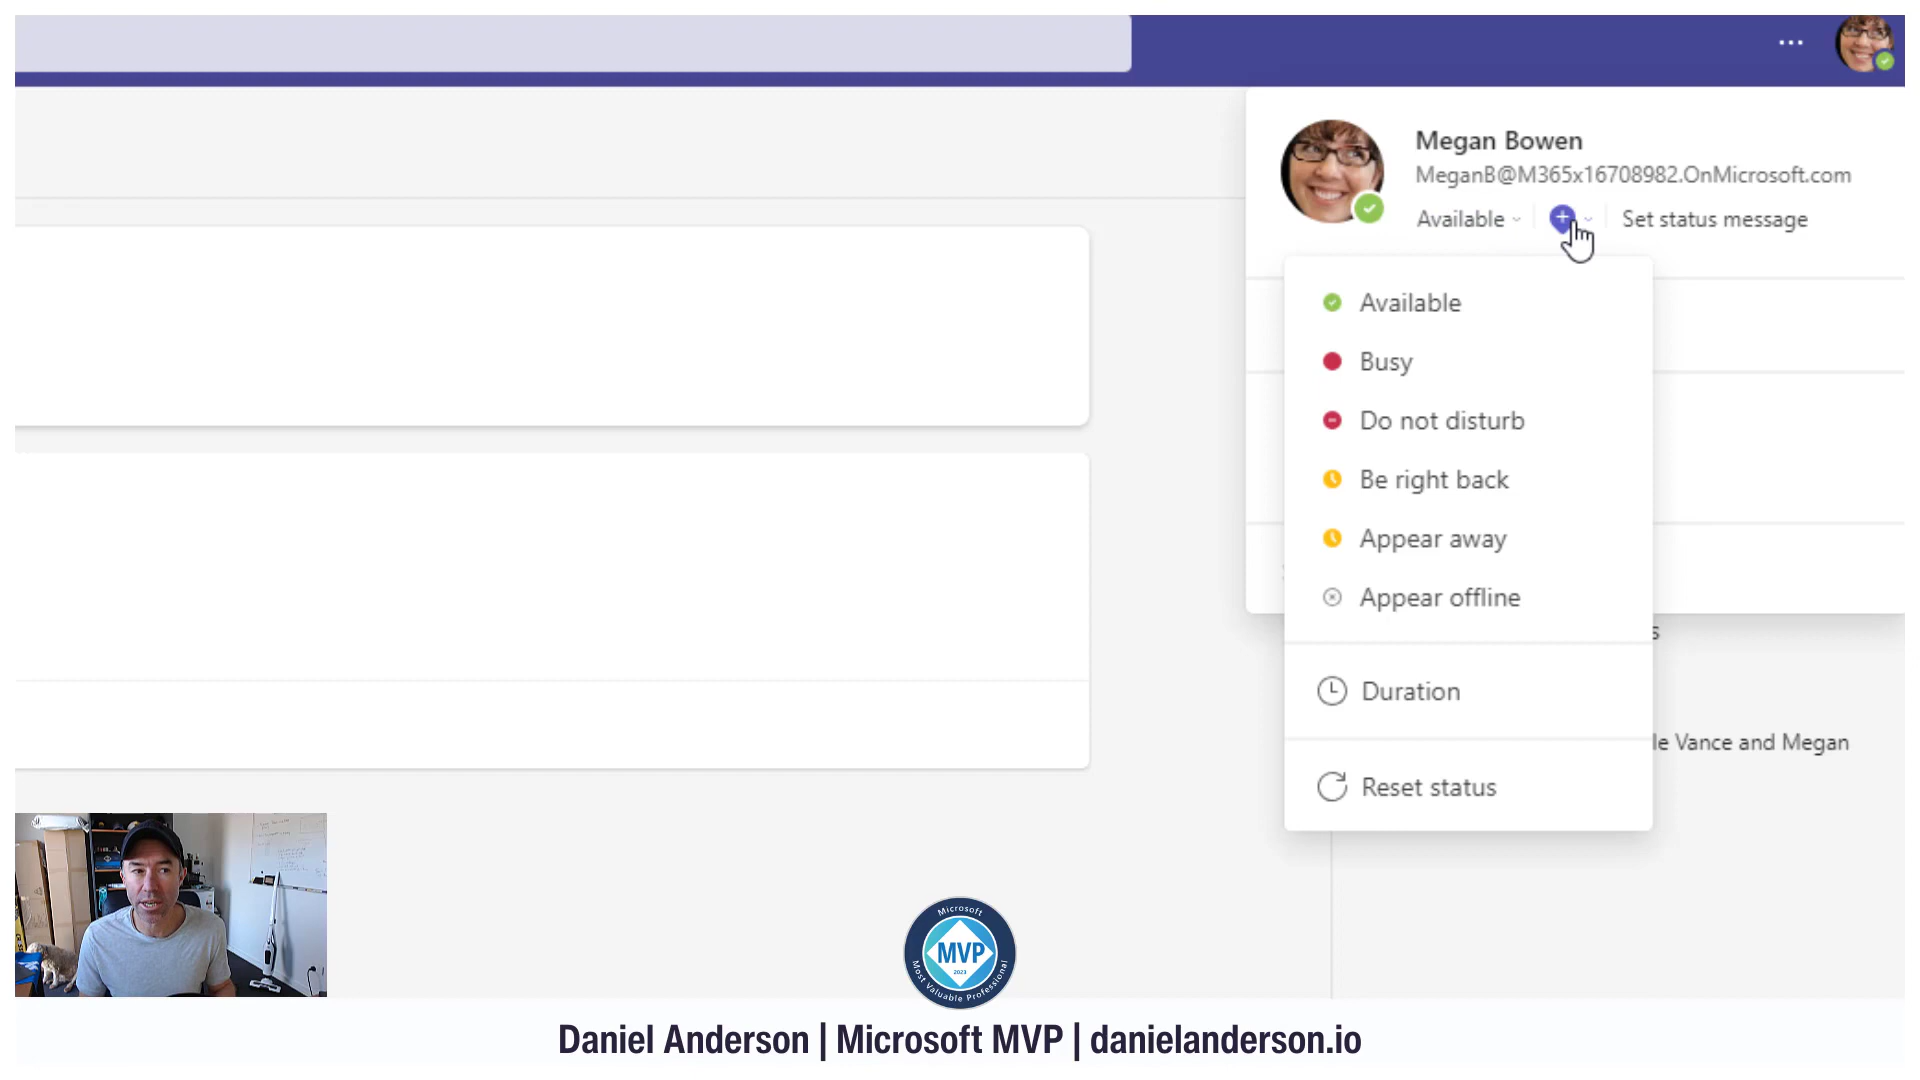 ...
Megan Bowen
MeganB@M365x16708982.OnMicrosoft.com
Available
Set status message
Available
Busy
Do not disturb
Be right back
Appear away
Appear offline
s
Duration
le Vance and Megan
Reset status
Microsoft
MVP
2023
Most Valuable Professional
Daniel Anderson | Microsoft MVP | danielanderson.io